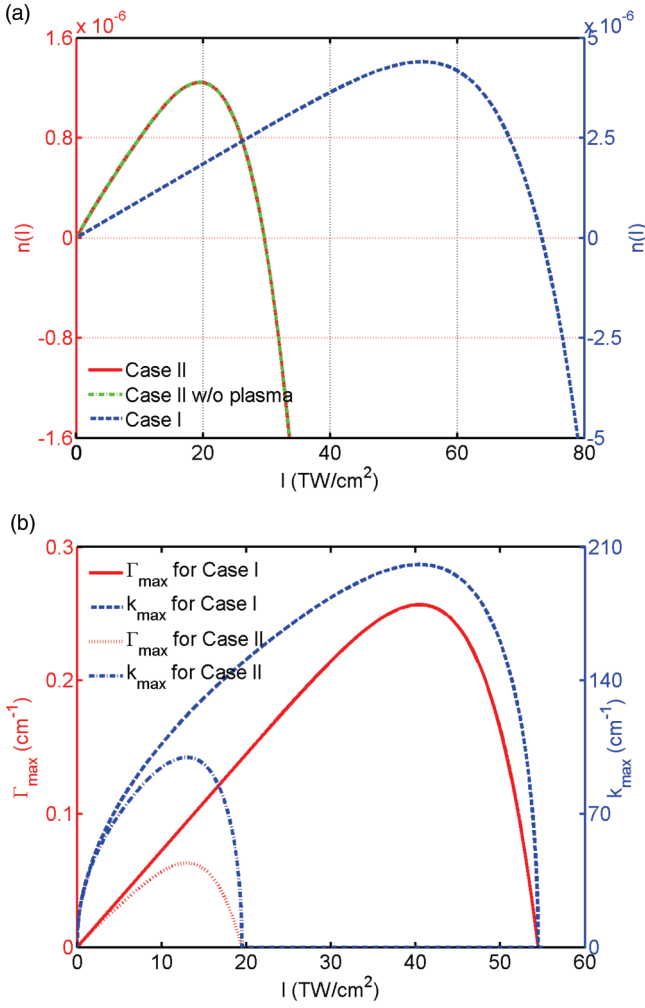 (a)
x 10⁻⁶
x 10⁻⁶
1.6
0.8
0
-0.8
-1.6
n(I)
5
2.5
0
-2.5
-5
n(I)
Case II
Case II w/o plasma
Case I
0 20 40 60 80
I (TW/cm²)
(b)
0.3
0.2
0.1
0
Γmax (cm⁻¹)
210
140
70
0
kmax (cm⁻¹)
Γmax for Case I
kmax for Case I
Γmax for Case II
kmax for Case II
0 10 20 30 40 50 60
I (TW/cm²)